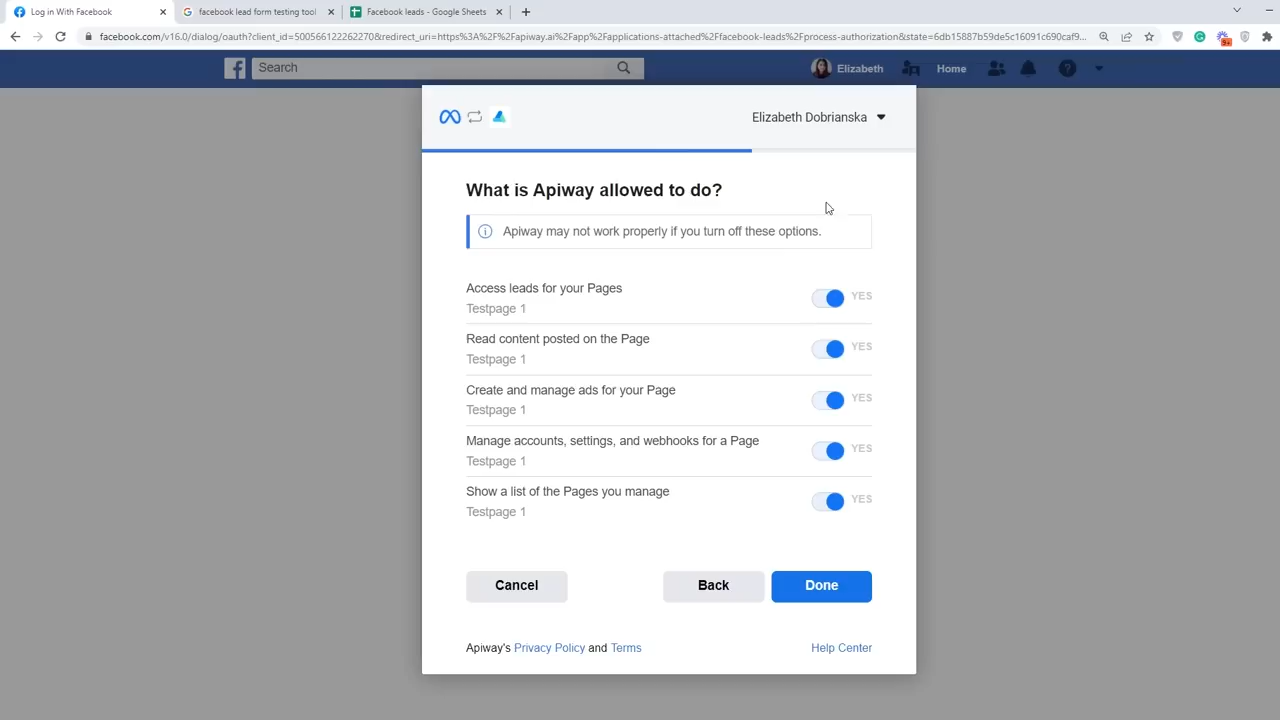 Log in With Facebook
facebook lead form testing tool
Facebook leads - Google Sheets
facebook.com/v16.0/dialog/oauth?client_id=500566122262270&redirect_uri=https%3A%2F%2Fapiway.ai%2Fapp%2Fapplications-attached%2Ffacebook-leads%2Fprocess-authorization&state=6db15887b59de5c16091c690caf9...
Search
Elizabeth
Home
Elizabeth Dobrianska
What is Apiway allowed to do?
Apiway may not work properly if you turn off these options.
Access leads for your Pages
Testpage 1
YES
Read content posted on the Page
Testpage 1
YES
Create and manage ads for your Page
Testpage 1
YES
Manage accounts, settings, and webhooks for a Page
Testpage 1
YES
Show a list of the Pages you manage
Testpage 1
YES
Cancel
Back
Done
Apiway's Privacy Policy and Terms
Help Center